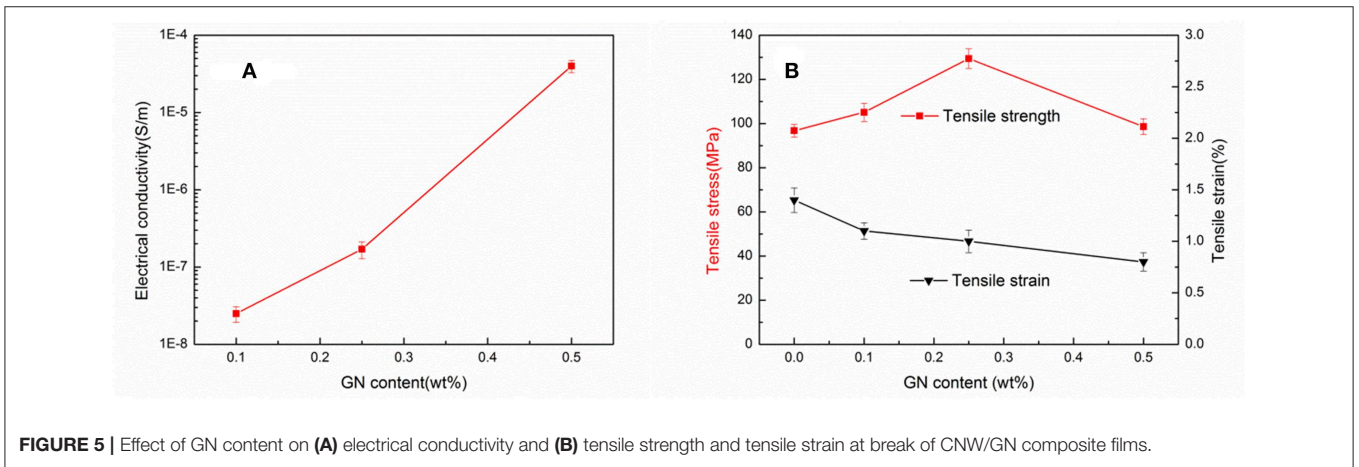 A
1E-4
1E-5
1E-6
1E-7
1E-8
Electrical conductivity(S/m)
0.1 0.2 0.3 0.4 0.5
GN content(wt%)
B
140
120
100
80
60
40
20
0
Tensile stress(MPa)
Tensile strength
Tensile strain
3.0
2.5
2.0
1.5
1.0
0.5
0.0
Tensile strain(%)
0.0 0.1 0.2 0.3 0.4 0.5
GN content (wt%)
FIGURE 5 | Effect of GN content on (A) electrical conductivity and (B) tensile strength and tensile strain at break of CNW/GN composite films.